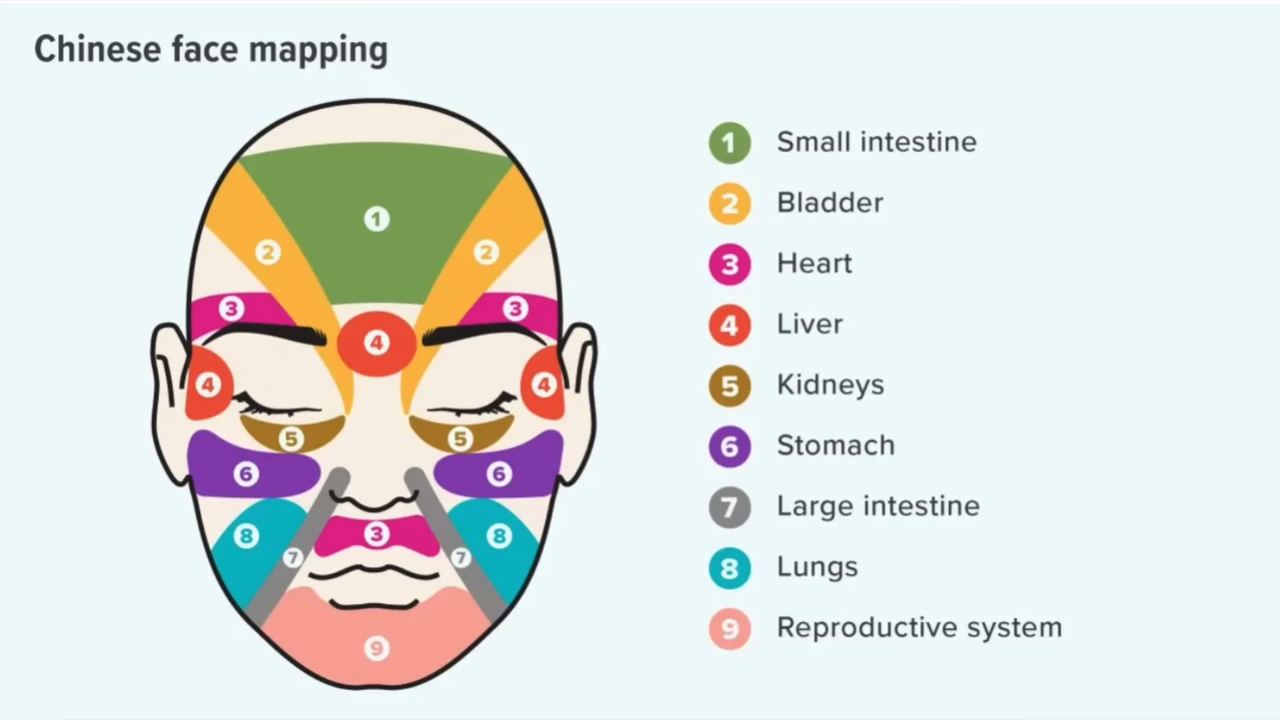 Chinese face mapping
1
2
2
3
3
4
4
4
5
5
6
6
8
3
8
7
7
9
1 Small intestine
2 Bladder
3 Heart
4 Liver
5 Kidneys
6 Stomach
7 Large intestine
8 Lungs
9 Reproductive system